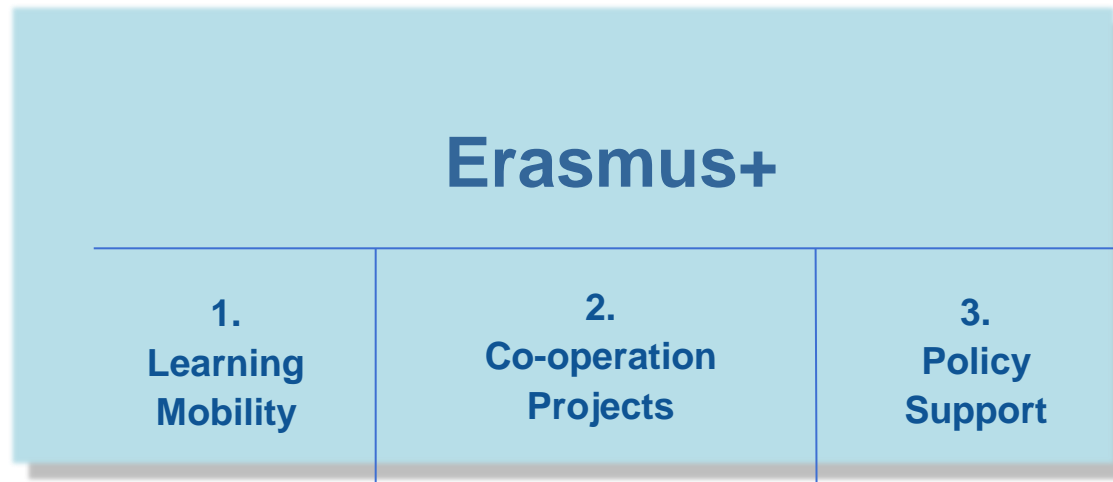 Erasmus+
1.
Learning
Mobility
2.
Co-operation
Projects
3.
Policy
Support